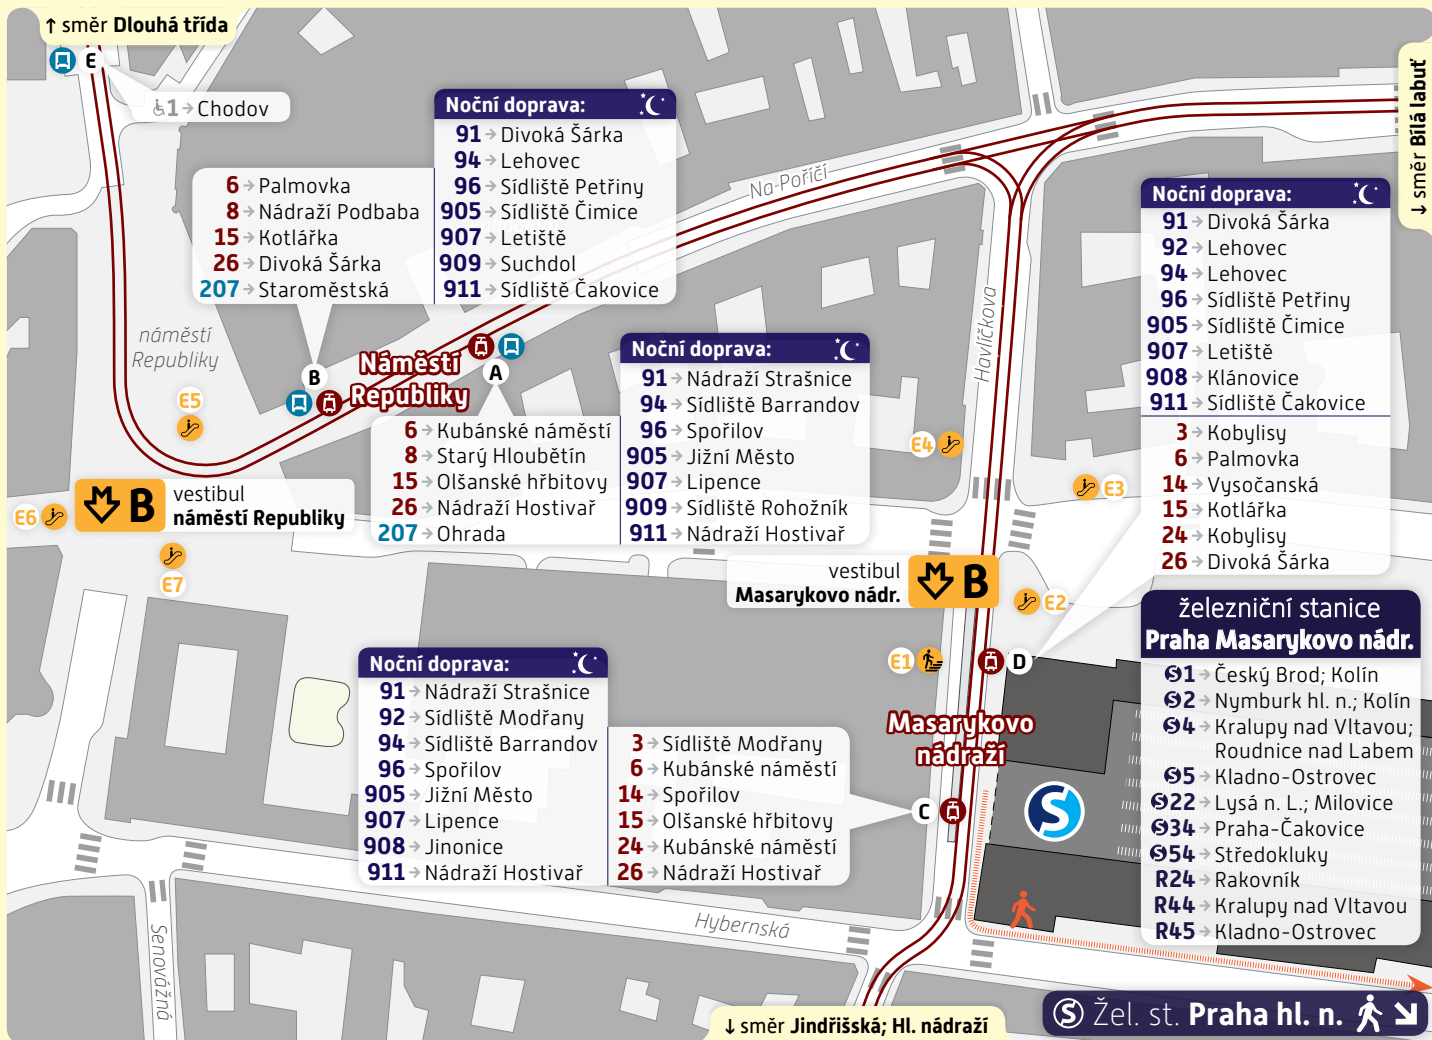 ↑ směr Dlouhá třída
E
1 → Chodov
↓ směr Bílá labuť
Noční doprava:
91 → Divoká Šárka
94 → Lehovec
96 → Sídliště Petřiny
905 → Sídliště Čimice
907 → Letiště
909 → Suchdol
911 → Sídliště Čakovice
6 → Palmovka
8 → Nádraží Podbaba
15 → Kotlářka
26 → Divoká Šárka
207 → Staroměstská
Na Poříčí
Noční doprava:
91 → Divoká Šárka
92 → Lehovec
94 → Lehovec
96 → Sídliště Petřiny
905 → Sídliště Čimice
907 → Letiště
908 → Klánovice
911 → Sídliště Čakovice
3 → Kobylisy
6 → Palmovka
14 → Vysočanská
15 → Kotlářka
24 → Kobylisy
26 → Divoká Šárka
náměstí
Republiky
B
Náměstí
Republiky
A
Havlíčkova
Noční doprava:
91 → Nádraží Strašnice
94 → Sídliště Barrandov
96 → Spořilov
905 → Jižní Město
907 → Lipence
909 → Sídliště Rohožník
911 → Nádraží Hostivař
6 → Kubánské náměstí
8 → Starý Hloubětín
15 → Olšanské hřbitovy
26 → Nádraží Hostivař
207 → Ohrada
E5
E4
E3
E6
B
vestibul
náměstí Republiky
E7
vestibul
Masarykovo nádr.
B
E2
E1
D
železniční stanice
Praha Masarykovo nádr.
S1 → Český Brod; Kolín
S2 → Nymburk hl. n.; Kolín
S4 → Kralupy nad Vltavou;
Roudnice nad Labem
S5 → Kladno-Ostrovec
S22 → Lysá n. L.; Milovice
S34 → Praha-Čakovice
S54 → Středokluky
R24 → Rakovník
R44 → Kralupy nad Vltavou
R45 → Kladno-Ostrovec
Noční doprava:
91 → Nádraží Strašnice
92 → Sídliště Modřany
94 → Sídliště Barrandov
96 → Spořilov
905 → Jižní Město
907 → Lipence
908 → Jinonice
911 → Nádraží Hostivař
3 → Sídliště Modřany
6 → Kubánské náměstí
14 → Spořilov
15 → Olšanské hřbitovy
24 → Kubánské náměstí
26 → Nádraží Hostivař
Masarykovo
nádraží
C
S
Hybernská
Senovážná
↓ směr Jindřišská; Hl. nádraží
S Žel. st. Praha hl. n. ↘